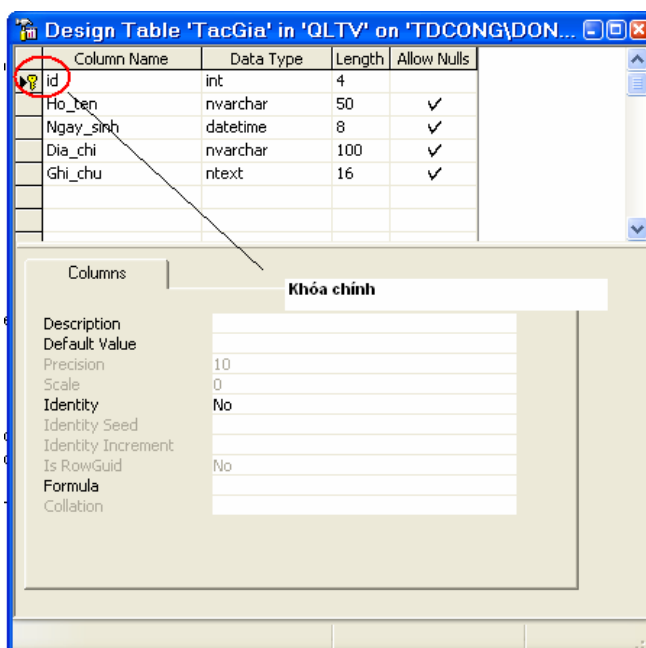 Design Table 'TacGia' in 'QLTV' on 'TDCONG\DON...
Column Name Data Type Length Allow Nulls
id int 4
Ho_ten nvarchar 50
Ngay_sinh datetime 8
Dia_chi nvarchar 100
Ghi_chu ntext 16
Columns
Khóa chính
Description
Default Value
Precision 10
Scale 0
Identity No
Identity Seed
Identity Increment
Is RowGuid No
Formula
Collation